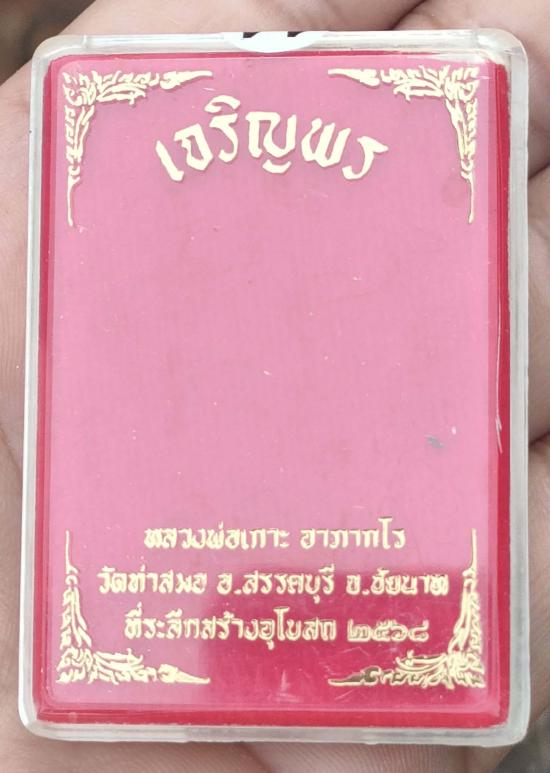 เจริญพร
หลวงพ่อเกาะ อาภากโร
วัดท่าสมอ อ.สรรคบุรี จ.ชัยนาท
ที่ระลึกสร้างอุโบสถ ๒๕๖๘